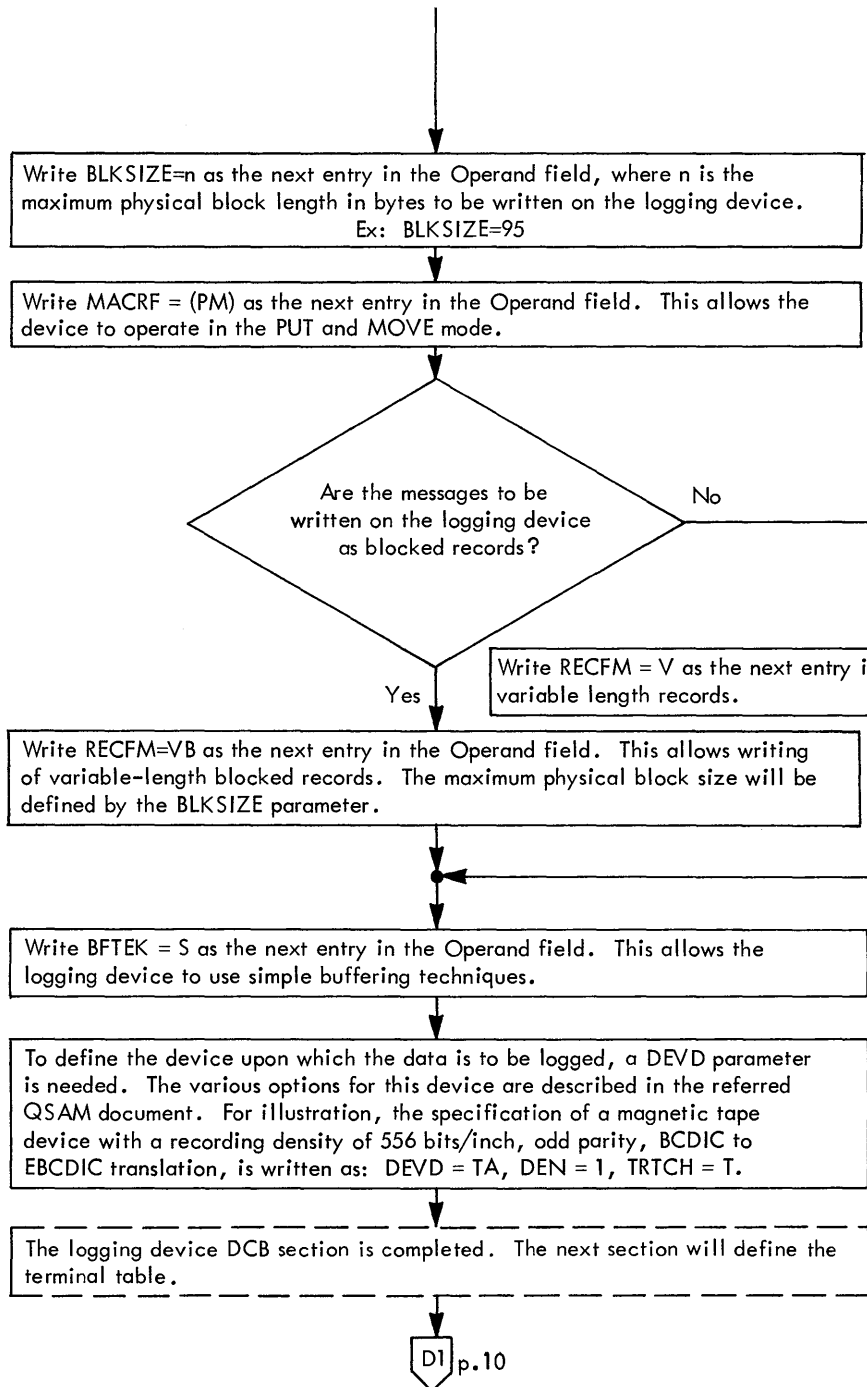 Write BLKSIZE=n as the next entry in the Operand field, where n is the
maximum physical block length in bytes to be written on the logging device.
Ex: BLKSIZE=95
Write MACRF = (PM) as the next entry in the Operand field. This allows the
device to operate in the PUT and MOVE mode.
Are the messages to be
written on the logging device
as blocked records?
No
Write RECFM = V as the next entry i
variable length records.
Yes
Write RECFM=VB as the next entry in the Operand field. This allows writing
of variable-length blocked records. The maximum physical block size will be
defined by the BLKSIZE parameter.
Write BFTEK = S as the next entry in the Operand field. This allows the
logging device to use simple buffering techniques.
To define the device upon which the data is to be logged, a DEVD parameter
is needed. The various options for this device are described in the referred
QSAM document. For illustration, the specification of a magnetic tape
device with a recording density of 556 bits/inch, odd parity, BCDIC to
EBCDIC translation, is written as: DEVD = TA, DEN = 1, TRTCH = T.
The logging device DCB section is completed. The next section will define the
terminal table.
D1 p.10